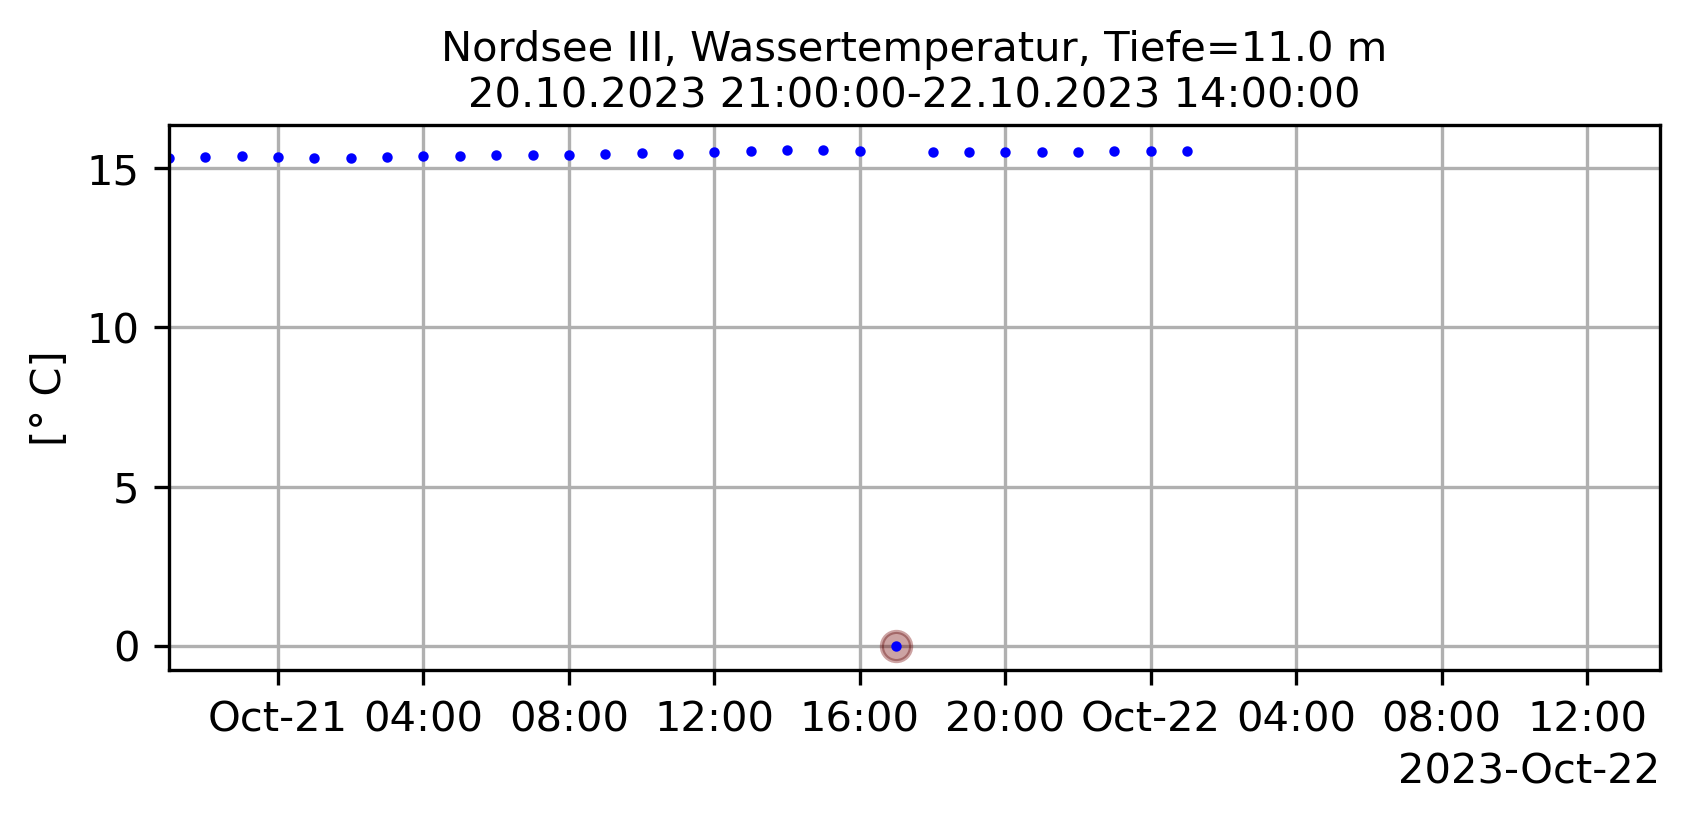 Nordsee III, Wassertemperatur, Tiefe=11.0 m
20.10.2023 21:00:00-22.10.2023 14:00:00
15
10
5
0
[° C]
Oct-21 04:00 08:00 12:00 16:00 20:00 Oct-22 04:00 08:00 12:00
2023-Oct-22